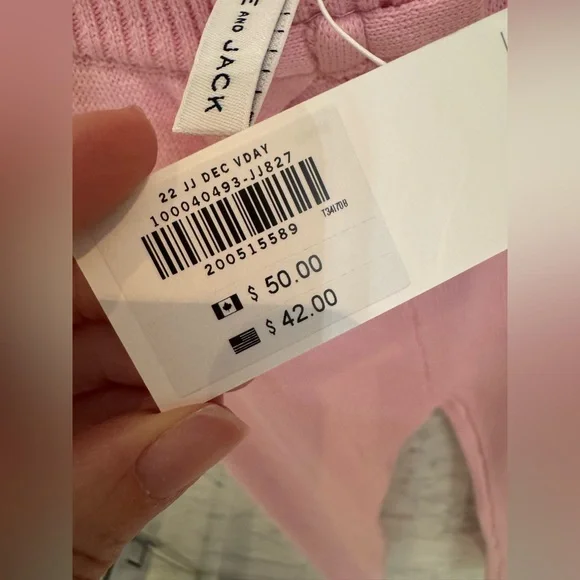 AND JACK
22 JJ DEC VDAY
100040493-JJ827
T341708
200515589
$ 50.00
$ 42.00